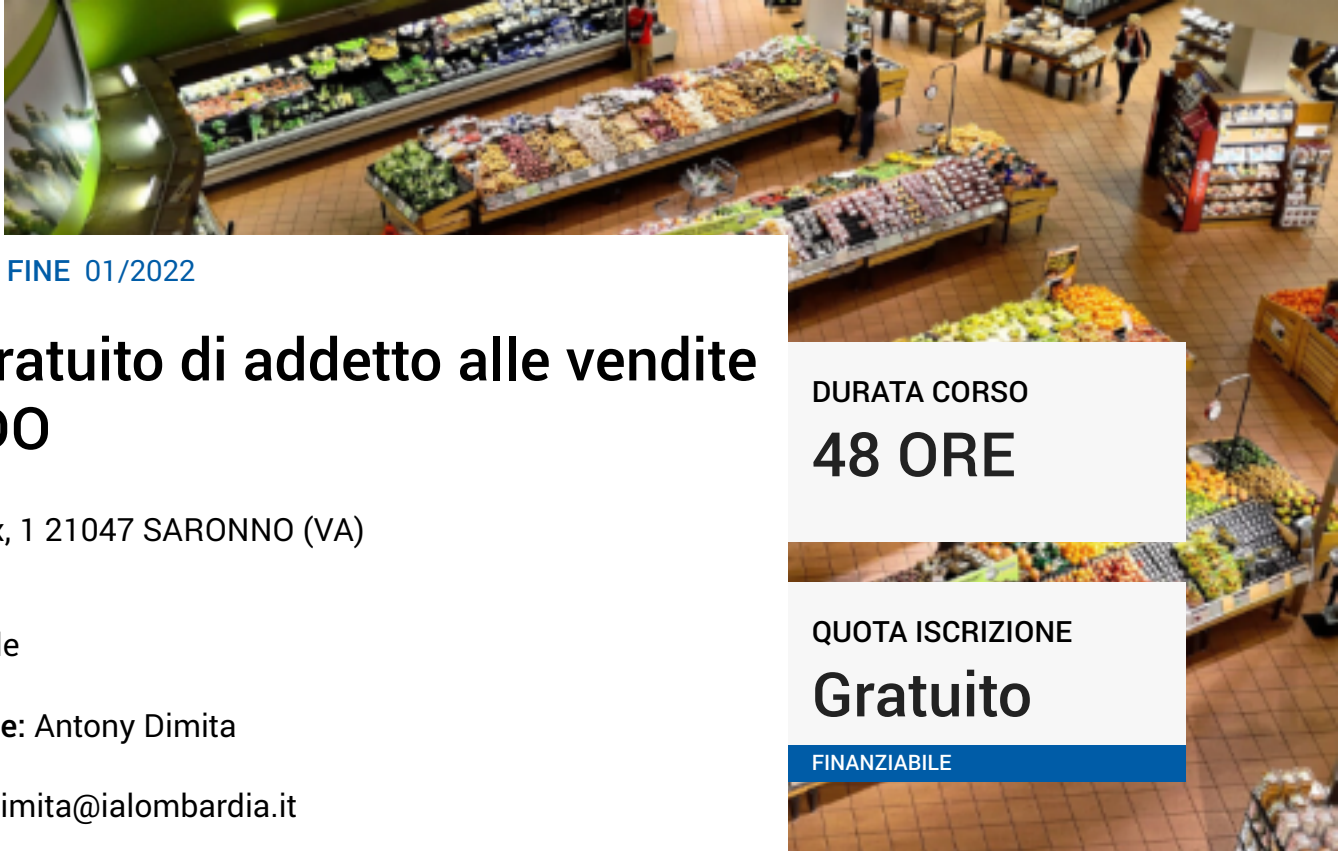 FINE 01/2022
ratuito di addetto alle vendite
DO
, 1 21047 SARONNO (VA)
le
e: Antony Dimita
imita@ialombardia.it
DURATA CORSO
48 ORE
QUOTA ISCRIZIONE
Gratuito
FINANZIABILE